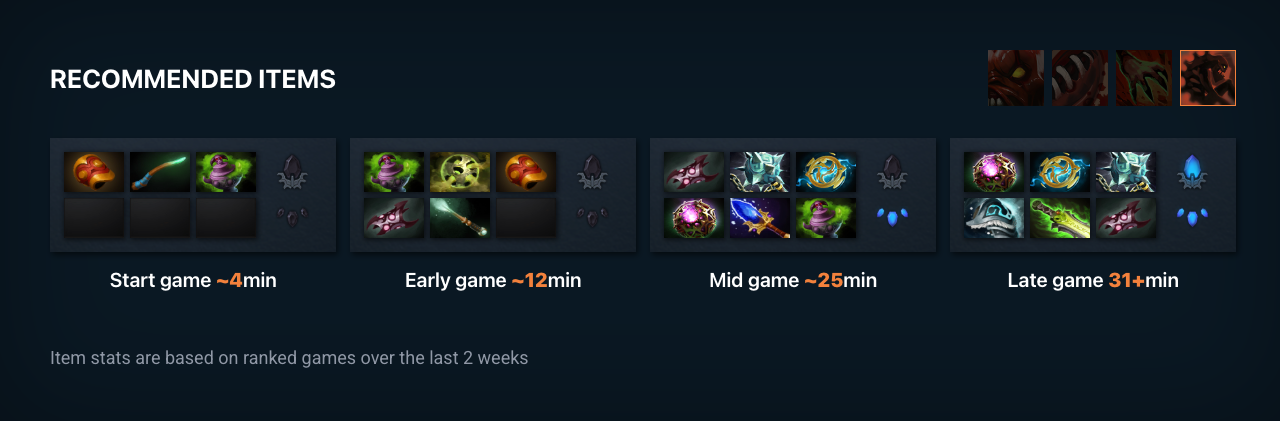 RECOMMENDED ITEMS
Start game ~4min
Early game ~12min
Mid game ~25min
Late game 31+min
Item stats are based on ranked games over the last 2 weeks